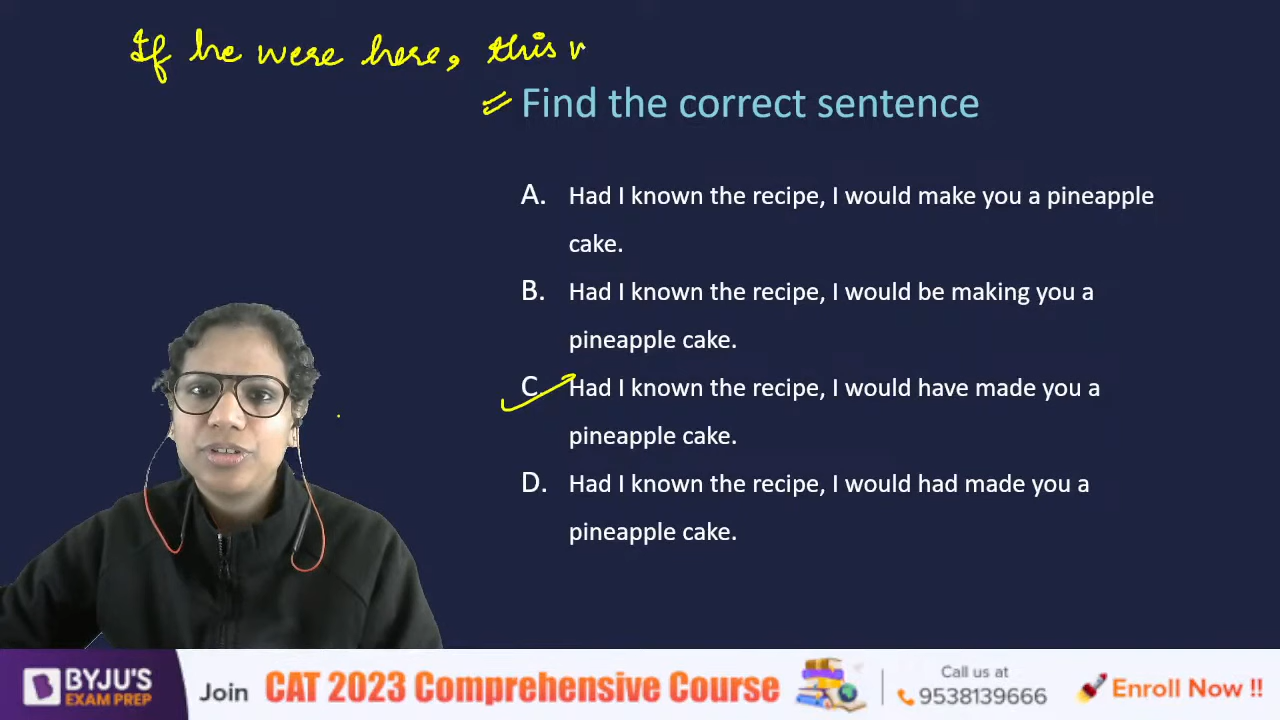 If he were here, this w
Find the correct sentence
A. Had I known the recipe, I would make you a pineapple
cake.
B. Had I known the recipe, I would be making you a
pineapple cake.
C. Had I known the recipe, I would have made you a
pineapple cake.
D. Had I known the recipe, I would had made you a
pineapple cake.
BYJU'S
EXAM PREP
Join CAT 2023 Comprehensive Course
Call us at
9538139666
Enroll Now !!